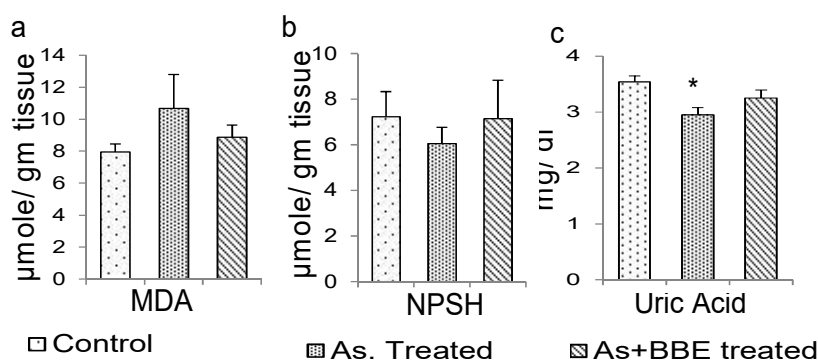 a
b
c
14
12
10
8
6
4
2
0
µmole/ gm tissue
MDA
10
8
6
4
2
0
µmole/ gm tissue
NPSH
4
3
2
1
0
mg/ dl
*
Uric Acid
Control
As. Treated
As+BBE treated